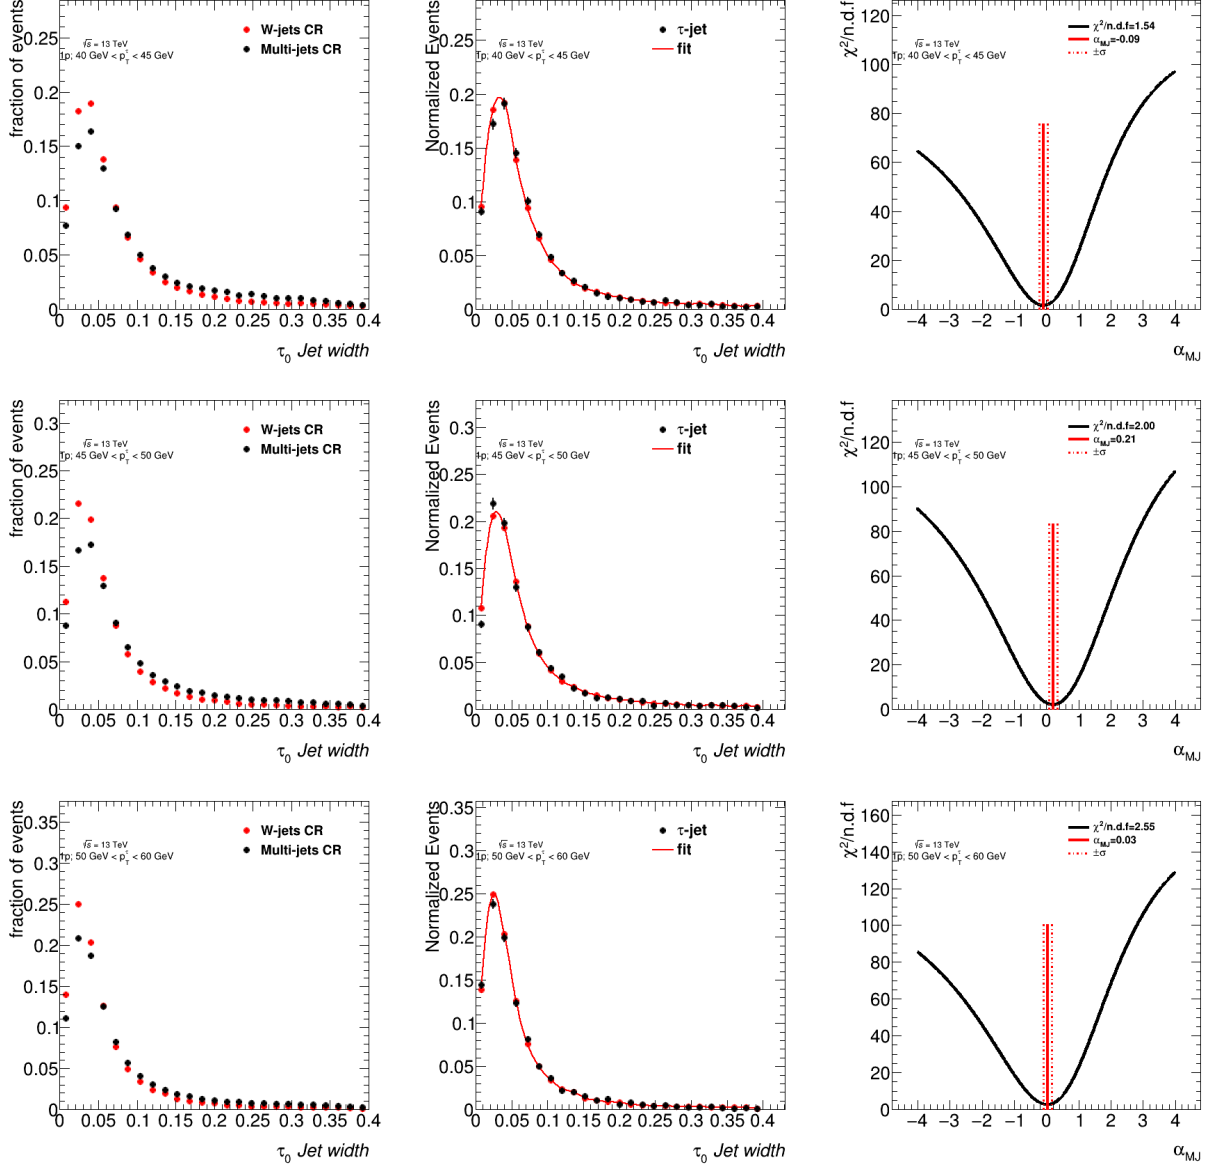 fraction of events
0.25
0.2
0.15
0.1
0.05
0
0 0.05 0.1 0.15 0.2 0.25 0.3 0.35 0.4
τ₀ Jet width
√s = 13 TeV
1p; 40 GeV < p_T^τ < 45 GeV
W-jets CR
Multi-jets CR
Normalized Events
0.25
0.2
0.15
0.1
0.05
0
0 0.05 0.1 0.15 0.2 0.25 0.3 0.35 0.4
τ₀ Jet width
√s = 13 TeV
1p; 40 GeV < p_T^τ < 45 GeV
τ-jet
fit
χ²/n.d.f
120
100
80
60
40
20
0
−4 −3 −2 −1 0 1 2 3 4
α_MJ
√s = 13 TeV
1p; 40 GeV < p_T^τ < 45 GeV
χ²/n.d.f=1.54
α_MJ=-0.09
±σ
fraction of events
0.3
0.25
0.2
0.15
0.1
0.05
0
0 0.05 0.1 0.15 0.2 0.25 0.3 0.35 0.4
τ₀ Jet width
√s = 13 TeV
1p; 45 GeV < p_T^τ < 50 GeV
W-jets CR
Multi-jets CR
Normalized Events
0.3
0.25
0.2
0.15
0.1
0.05
0
0 0.05 0.1 0.15 0.2 0.25 0.3 0.35 0.4
τ₀ Jet width
√s = 13 TeV
1p; 45 GeV < p_T^τ < 50 GeV
τ-jet
fit
χ²/n.d.f
120
100
80
60
40
20
0
−4 −3 −2 −1 0 1 2 3 4
α_MJ
√s = 13 TeV
1p; 45 GeV < p_T^τ < 50 GeV
χ²/n.d.f=2.00
α_MJ=0.21
±σ
fraction of events
0.35
0.3
0.25
0.2
0.15
0.1
0.05
0
0 0.05 0.1 0.15 0.2 0.25 0.3 0.35 0.4
τ₀ Jet width
√s = 13 TeV
1p; 50 GeV < p_T^τ < 60 GeV
W-jets CR
Multi-jets CR
Normalized Events
0.35
0.3
0.25
0.2
0.15
0.1
0.05
0
0 0.05 0.1 0.15 0.2 0.25 0.3 0.35 0.4
τ₀ Jet width
√s = 13 TeV
1p; 50 GeV < p_T^τ < 60 GeV
τ-jet
fit
χ²/n.d.f
160
140
120
100
80
60
40
20
0
−4 −3 −2 −1 0 1 2 3 4
α_MJ
√s = 13 TeV
1p; 50 GeV < p_T^τ < 60 GeV
χ²/n.d.f=2.55
α_MJ=0.03
±σ